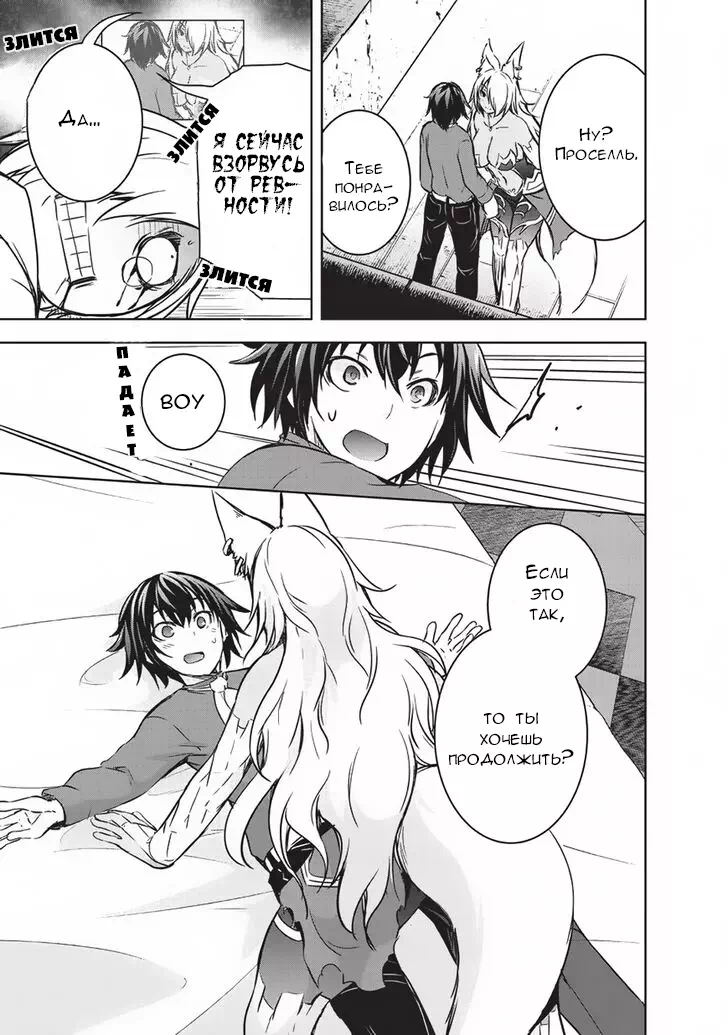 Ну?
Проселль.
Тебе
понра-
вилось?
Да...
Я СЕЙЧАС
ВЗОРВУСЬ
ОТ РЕВ-
НОСТИ!
ЗЛИТСЯ
ЗЛИТСЯ
ЗЛИТСЯ
ВОУ
ПАДАЕТ
Если
это
так,
то ты
хочешь
продолжить?